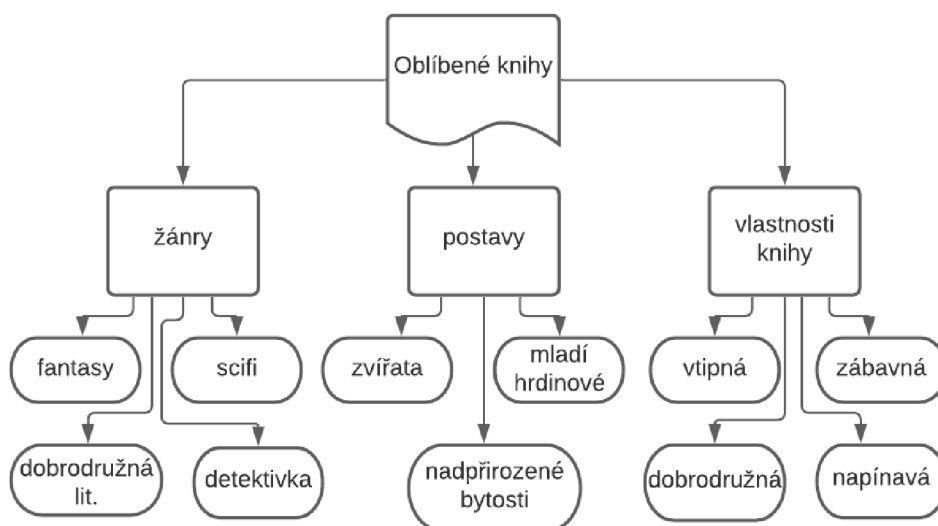 Oblíbené knihy
žánry
postavy
vlastnosti
knihy
fantasy
scifi
zvířata
mladí
hrdinové
vtipná
zábavná
dobrodružná
lit.
detektivka
nadpřirozené
bytosti
dobrodružná
napínavá